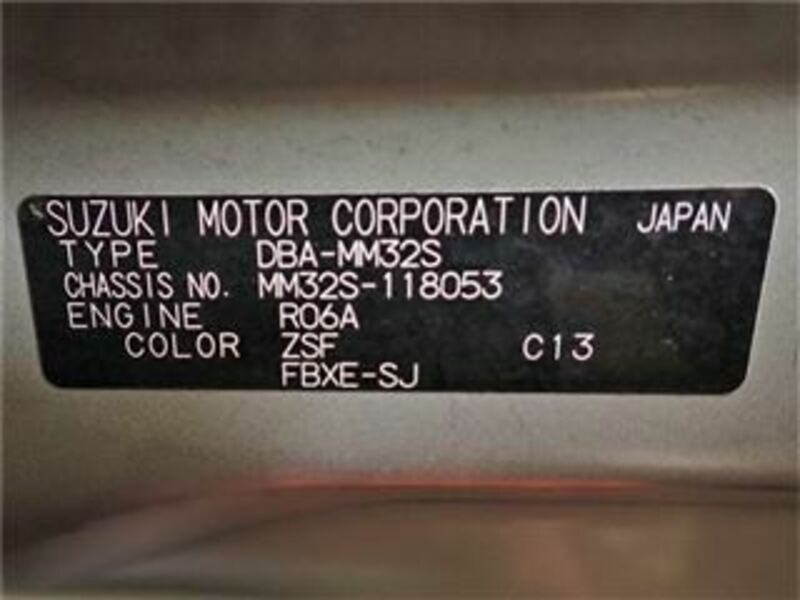 SUZUKI MOTOR CORPORATION JAPAN
TYPE DBA-MM32S
CHASSIS NO. MM32S-118053
ENGINE R06A
COLOR ZSF C13
FBXE-SJ